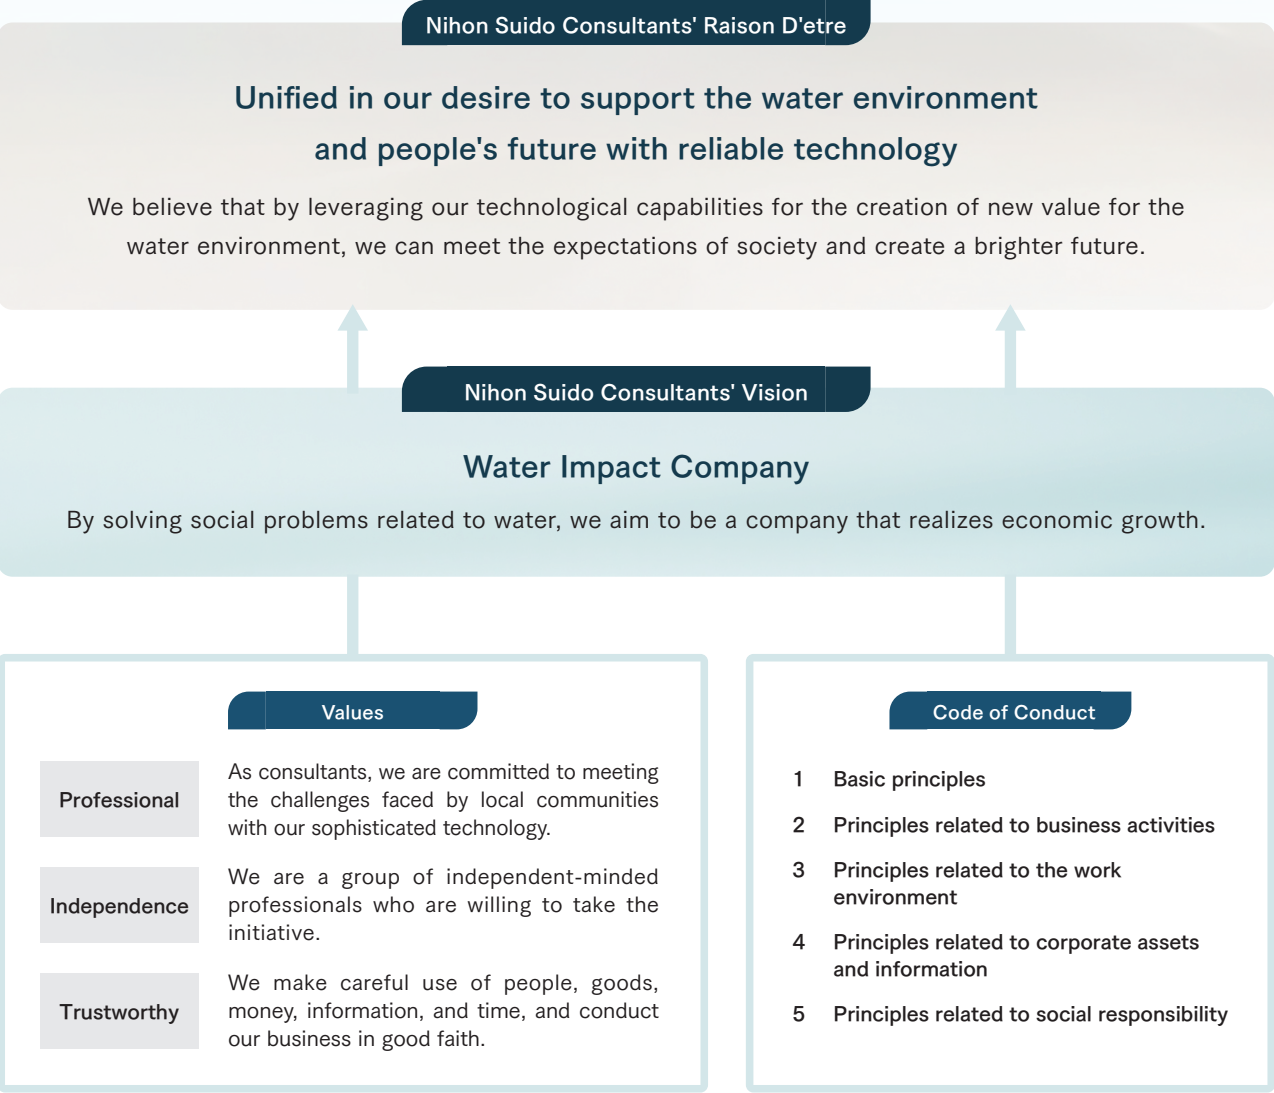 Nihon Suido Consultants' Raison D'etre
Unified in our desire to support the water environment
and people's future with reliable technology
We believe that by leveraging our technological capabilities for the creation of new value for the
water environment, we can meet the expectations of society and create a brighter future.
Nihon Suido Consultants' Vision
Water Impact Company
By solving social problems related to water, we aim to be a company that realizes economic growth.
Values
Professional
As consultants, we are committed to meeting
the challenges faced by local communities
with our sophisticated technology.
Independence
We are a group of independent-minded
professionals who are willing to take the
initiative.
Trustworthy
We make careful use of people, goods,
money, information, and time, and conduct
our business in good faith.
Code of Conduct
1 Basic principles
2 Principles related to business activities
3 Principles related to the work
environment
4 Principles related to corporate assets
and information
5 Principles related to social responsibility